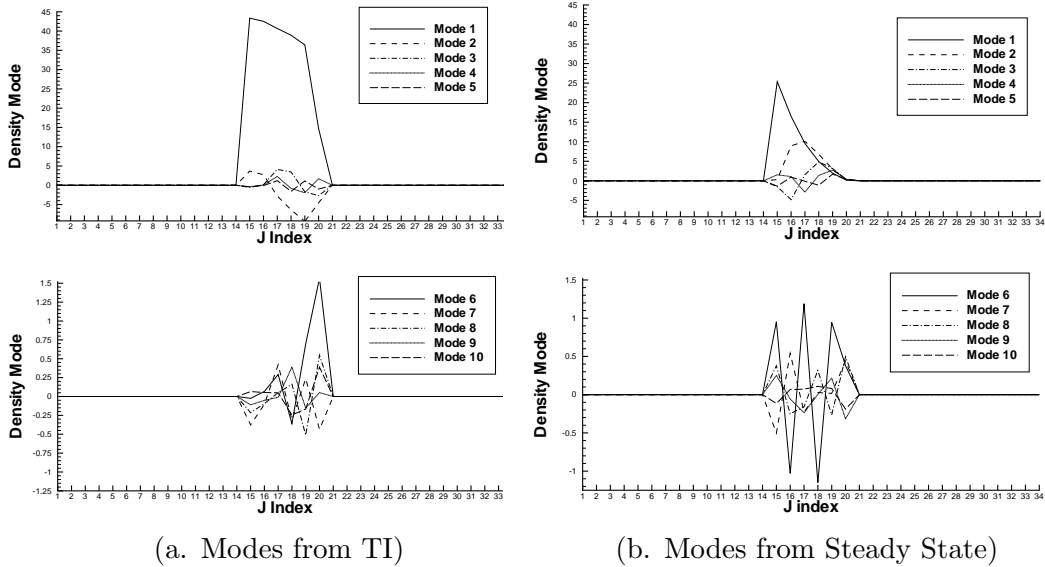 45
40
35
30
25
20
15
10
5
0
-5
Density Mode
Mode 1
Mode 2
Mode 3
Mode 4
Mode 5
1 2 3 4 5 6 7 8 9 10 11 12 13 14 15 16 17 18 19 20 21 22 23 24 25 26 27 28 29 30 31 32 33
J Index
45
40
35
30
25
20
15
10
5
0
-5
Density Mode
Mode 1
Mode 2
Mode 3
Mode 4
Mode 5
1 2 3 4 5 6 7 8 9 10 11 12 13 14 15 16 17 18 19 20 21 22 23 24 25 26 27 28 29 30 31 32 33 34
J index
1.5
1.25
1
0.75
0.5
0.25
0
-0.25
-0.5
-0.75
-1
-1.25
Density Mode
Mode 6
Mode 7
Mode 8
Mode 9
Mode 10
1 2 3 4 5 6 7 8 9 10 11 12 13 14 15 16 17 18 19 20 21 22 23 24 25 26 27 28 29 30 31 32 33
J Index
1.5
1
0.5
0
-0.5
-1
Density Mode
Mode 6
Mode 7
Mode 8
Mode 9
Mode 10
1 2 3 4 5 6 7 8 9 10 11 12 13 14 15 16 17 18 19 20 21 22 23 24 25 26 27 28 29 30 31 32 33 34
J index
(a. Modes from TI)
(b. Modes from Steady State)